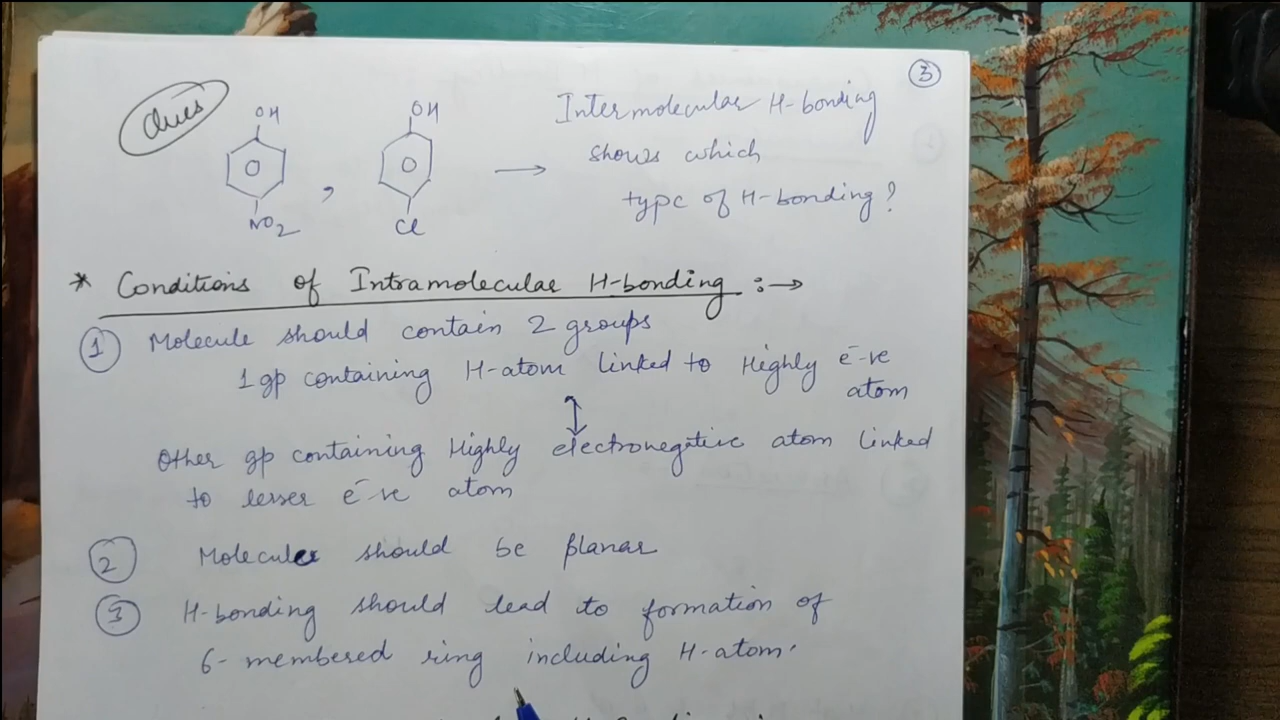 3
Ques
OH
OH
Intermolecular H-bonding
shows which
type of H-bonding?
,
NO2
Cl
* Conditions of Intramolecular H-bonding :→
1 Molecule should contain 2 groups
1 gp containing H-atom linked to Highly e-ve
atom
Other gp containing Highly electronegative atom linked
to lesser e-ve atom
2 Molecule should be planar
3 H-bonding should lead to formation of
6-membered ring including H-atom.